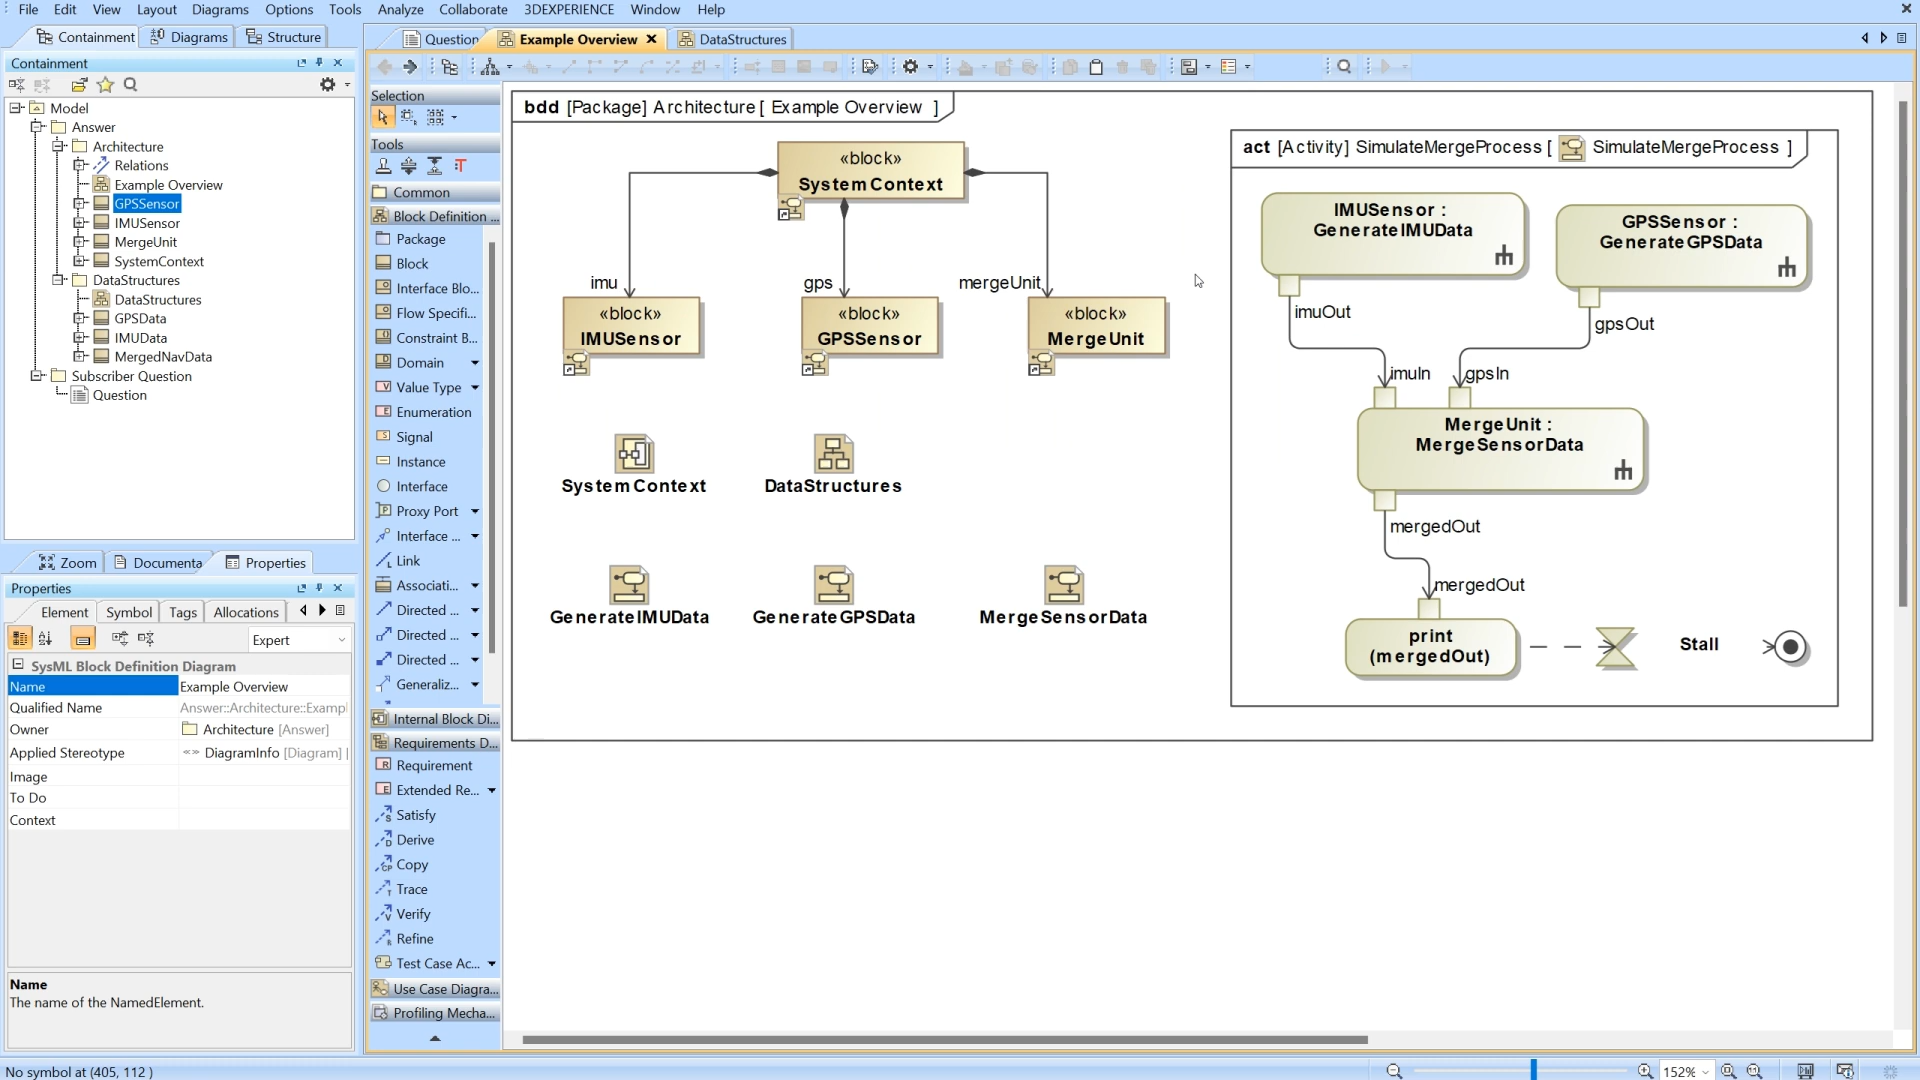 File Edit View Layout Diagrams Options Tools Analyze Collaborate 3DEXPERIENCE Window Help
Containment Diagrams Structure
Question Example Overview DataStructures
Containment
Model
Answer
Architecture
Relations
Example Overview
GPSSensor
IMUSensor
MergeUnit
SystemContext
DataStructures
DataStructures
GPSData
IMUData
MergedNavData
Subscriber Question
Question
Zoom Documenta Properties
Properties
Element Symbol Tags Allocations
Expert
SysML Block Definition Diagram
Name Example Overview
Qualified Name Answer::Architecture::Exampl
Owner Architecture [Answer]
Applied Stereotype «» DiagramInfo [Diagram] |
Image
To Do
Context
Name
The name of the NamedElement.
Selection
Tools
Common
Block Definition ...
Package
Block
Interface Blo...
Flow Specifi...
Constraint B...
Domain
Value Type
Enumeration
Signal
Instance
Interface
Proxy Port
Interface ...
Link
Associati...
Directed ...
Directed ...
Directed ...
Generaliz...
Internal Block Di...
Requirements D...
Requirement
Extended Re...
Satisfy
Derive
Copy
Trace
Verify
Refine
Test Case Ac...
Use Case Diagra...
Profiling Mecha...
bdd [Package] Architecture [ Example Overview ]
«block»
System Context
imu
gps
mergeUnit
«block»
IMUSensor
«block»
GPSSensor
«block»
MergeUnit
System Context
DataStructures
GenerateIMUData
GenerateGPSData
MergeSensorData
act [Activity] SimulateMergeProcess [ SimulateMergeProcess ]
IMUSensor :
GenerateIMUData
GPSSensor :
GenerateGPSData
imuOut
gpsOut
imuIn
gpsIn
MergeUnit :
MergeSensorData
mergedOut
mergedOut
print
(mergedOut)
Stall
No symbol at (405, 112 )
152%